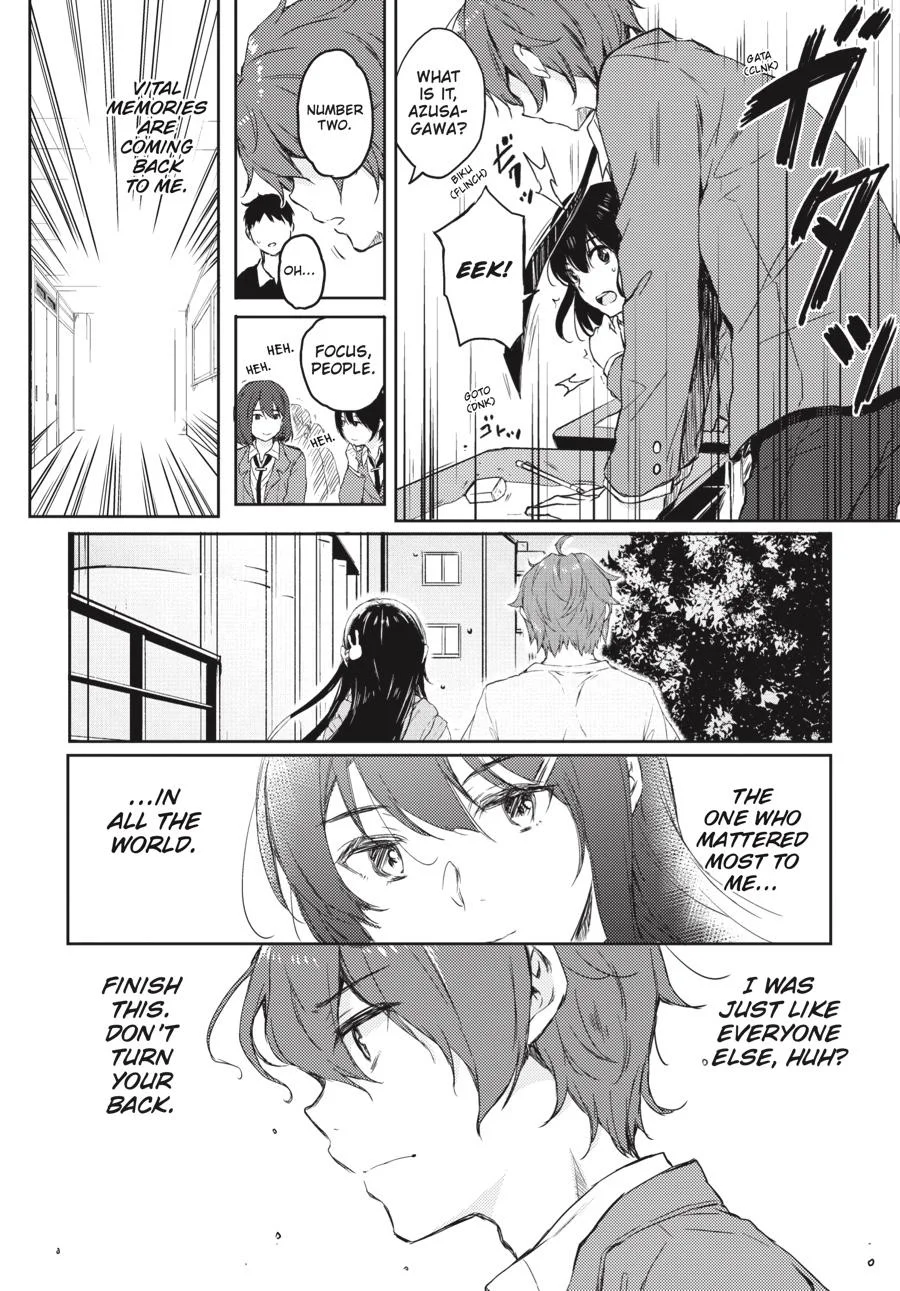 ガタタッ
GATA
(CLNK)
WHAT
IS IT,
AZUSA-
GAWA?
ビクッ
BIKU
(FLINCH)
EEK!
GOTO
(DNK)
ゴトッ
NUMBER
TWO.
OH...
FOCUS,
PEOPLE.
HEH.
HEH.
HEH.
VITAL
MEMORIES
ARE
COMING
BACK
TO ME.
THE
ONE WHO
MATTERED
MOST TO
ME...
...IN
ALL THE
WORLD.
I WAS
JUST LIKE
EVERYONE
ELSE, HUH?
FINISH
THIS.
DON'T
TURN
YOUR
BACK.